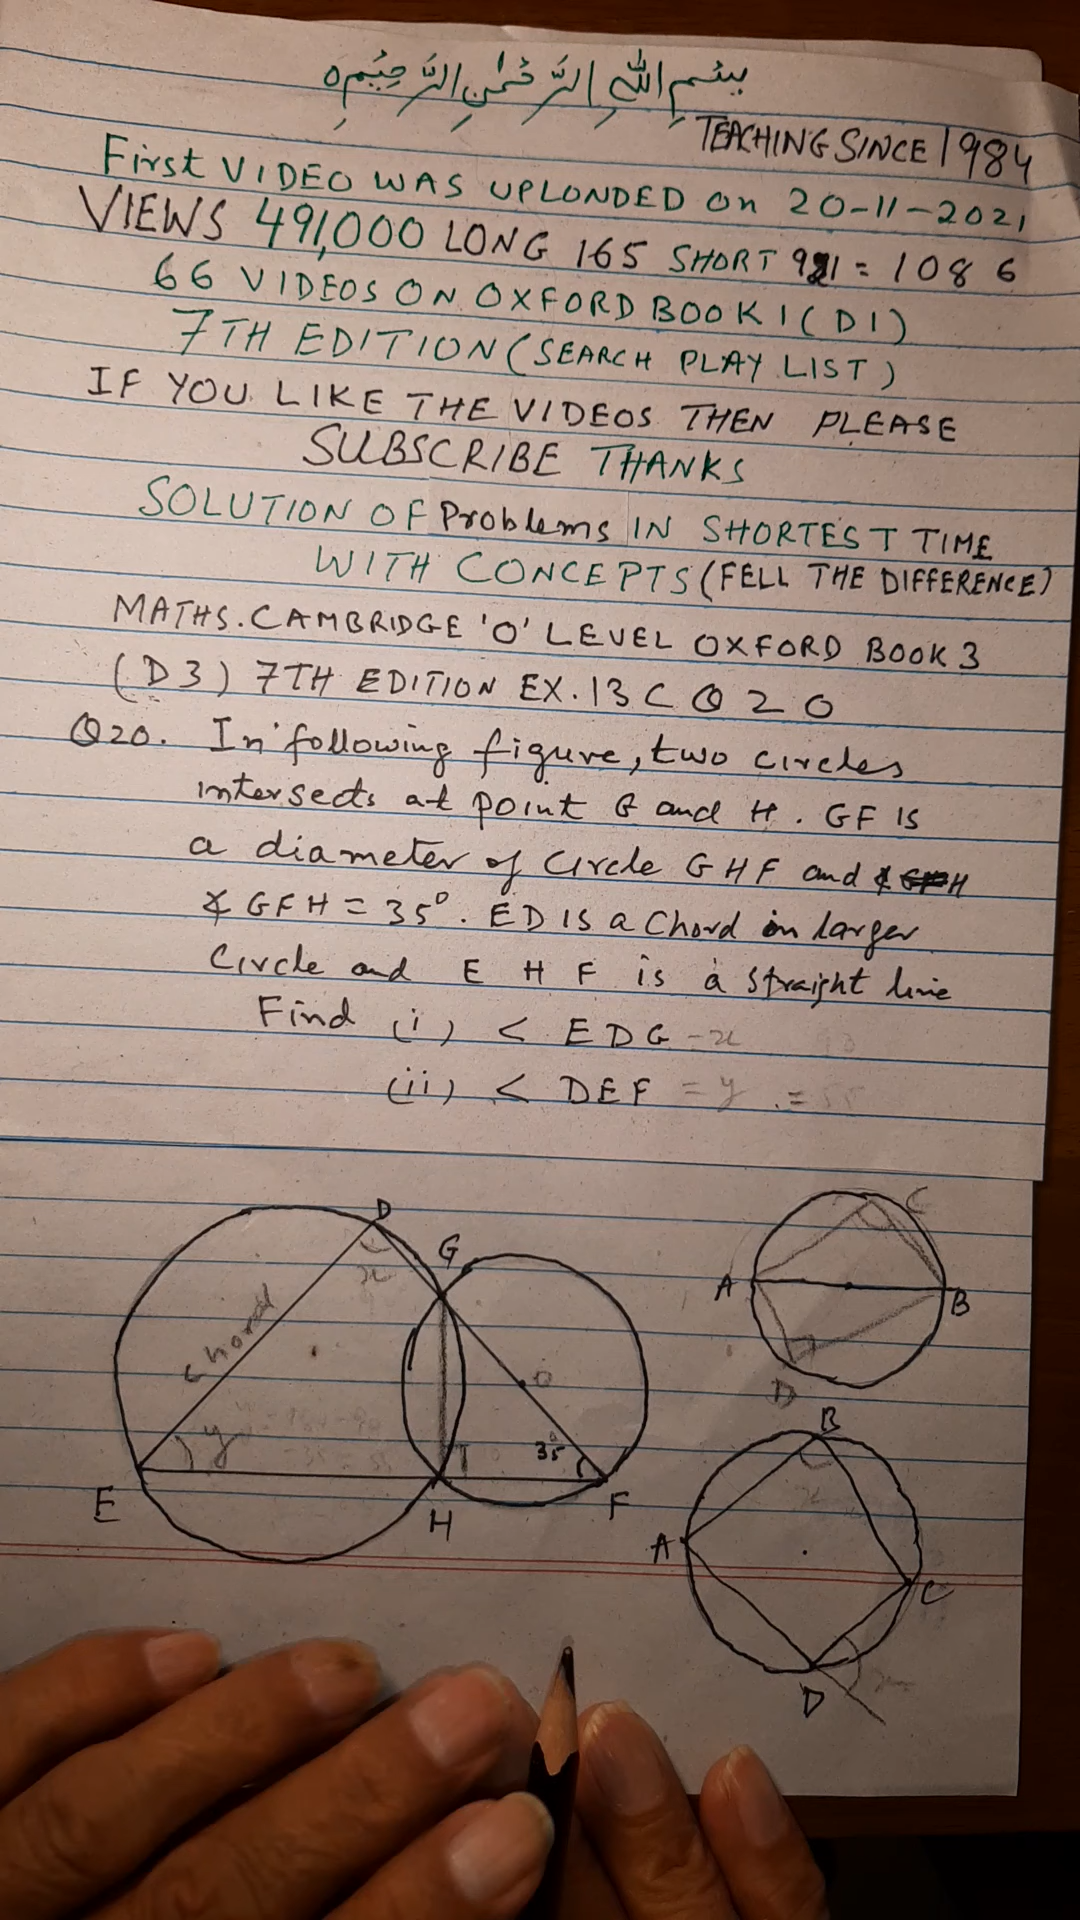 بِسْمِ اللّٰهِ الرَّحْمٰنِ الرَّحِيْمِ ٥
TEACHING SINCE 1984
First VIDEO WAS UPLONDED on 20-11-2021
VIEWS 491,000 LONG 165 SHORT 921 = 1086
66 VIDEOS ON OXFORD BOOK 1 (D1)
7TH EDITION (SEARCH PLAY LIST)
IF YOU LIKE THE VIDEOS THEN PLEASE
SUBSCRIBE THANKS
SOLUTION OF Problems IN SHORTEST TIME
WITH CONCEPTS (FELL THE DIFFERENCE)
MATHS. CAMBRIDGE 'O' LEVEL OXFORD BOOK 3
(D3) 7TH EDITION EX. 13C Q20
Q20. In following figure, two circles
intersects at point G and H. GF IS
a diameter of Circle GHF and
∡ GFH = 35°. ED IS a Chord in larger
Circle and E H F is a straight line
Find (i) < EDG = x
(ii) < DEF = y = 55
D
G
x
Chord
O
y
35°
E
H
F
C
A
B
D
B
x
A
C
D
x